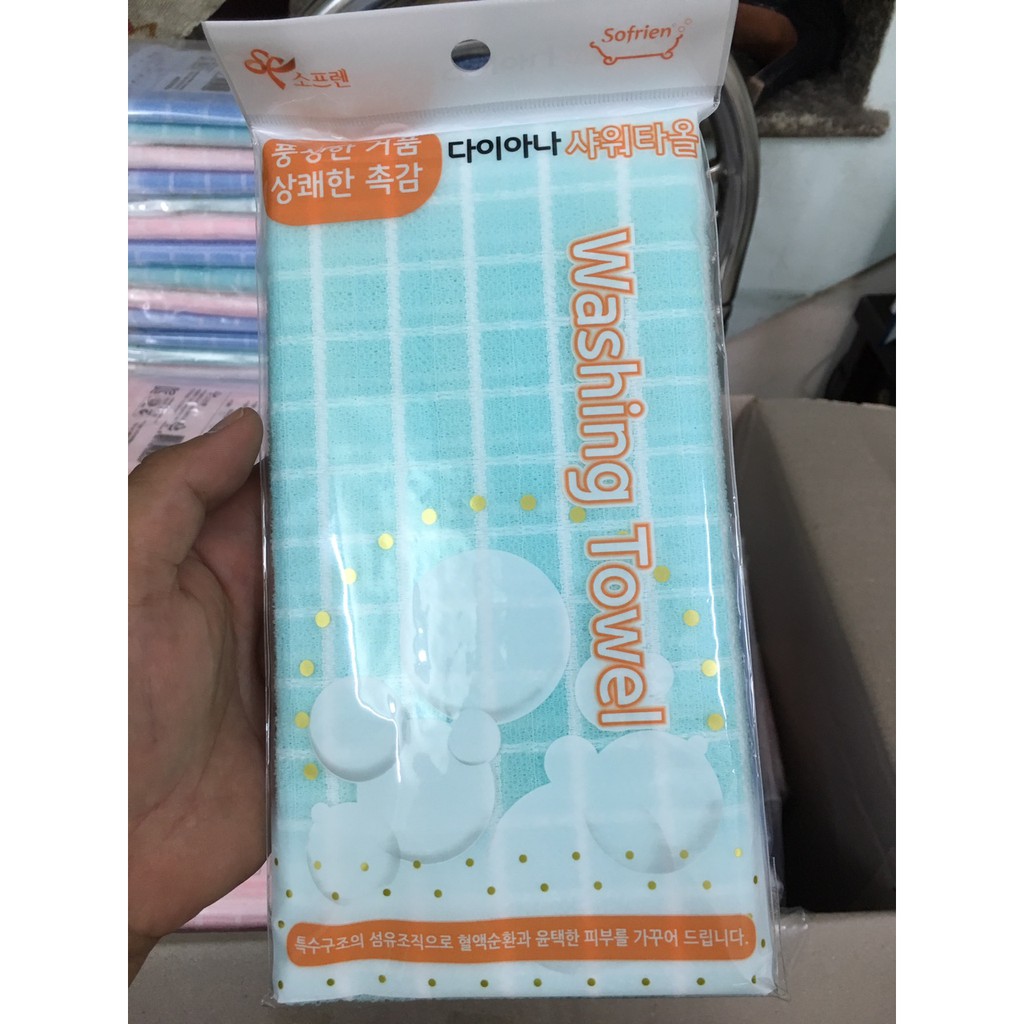 소프렌
Sofrien
풍성한 거품
상쾌한 촉감
다이아나 샤워타올
Washing Towel
특수구조의 섬유조직으로 혈액순환과 윤택한 피부를 가꾸어 드립니다.